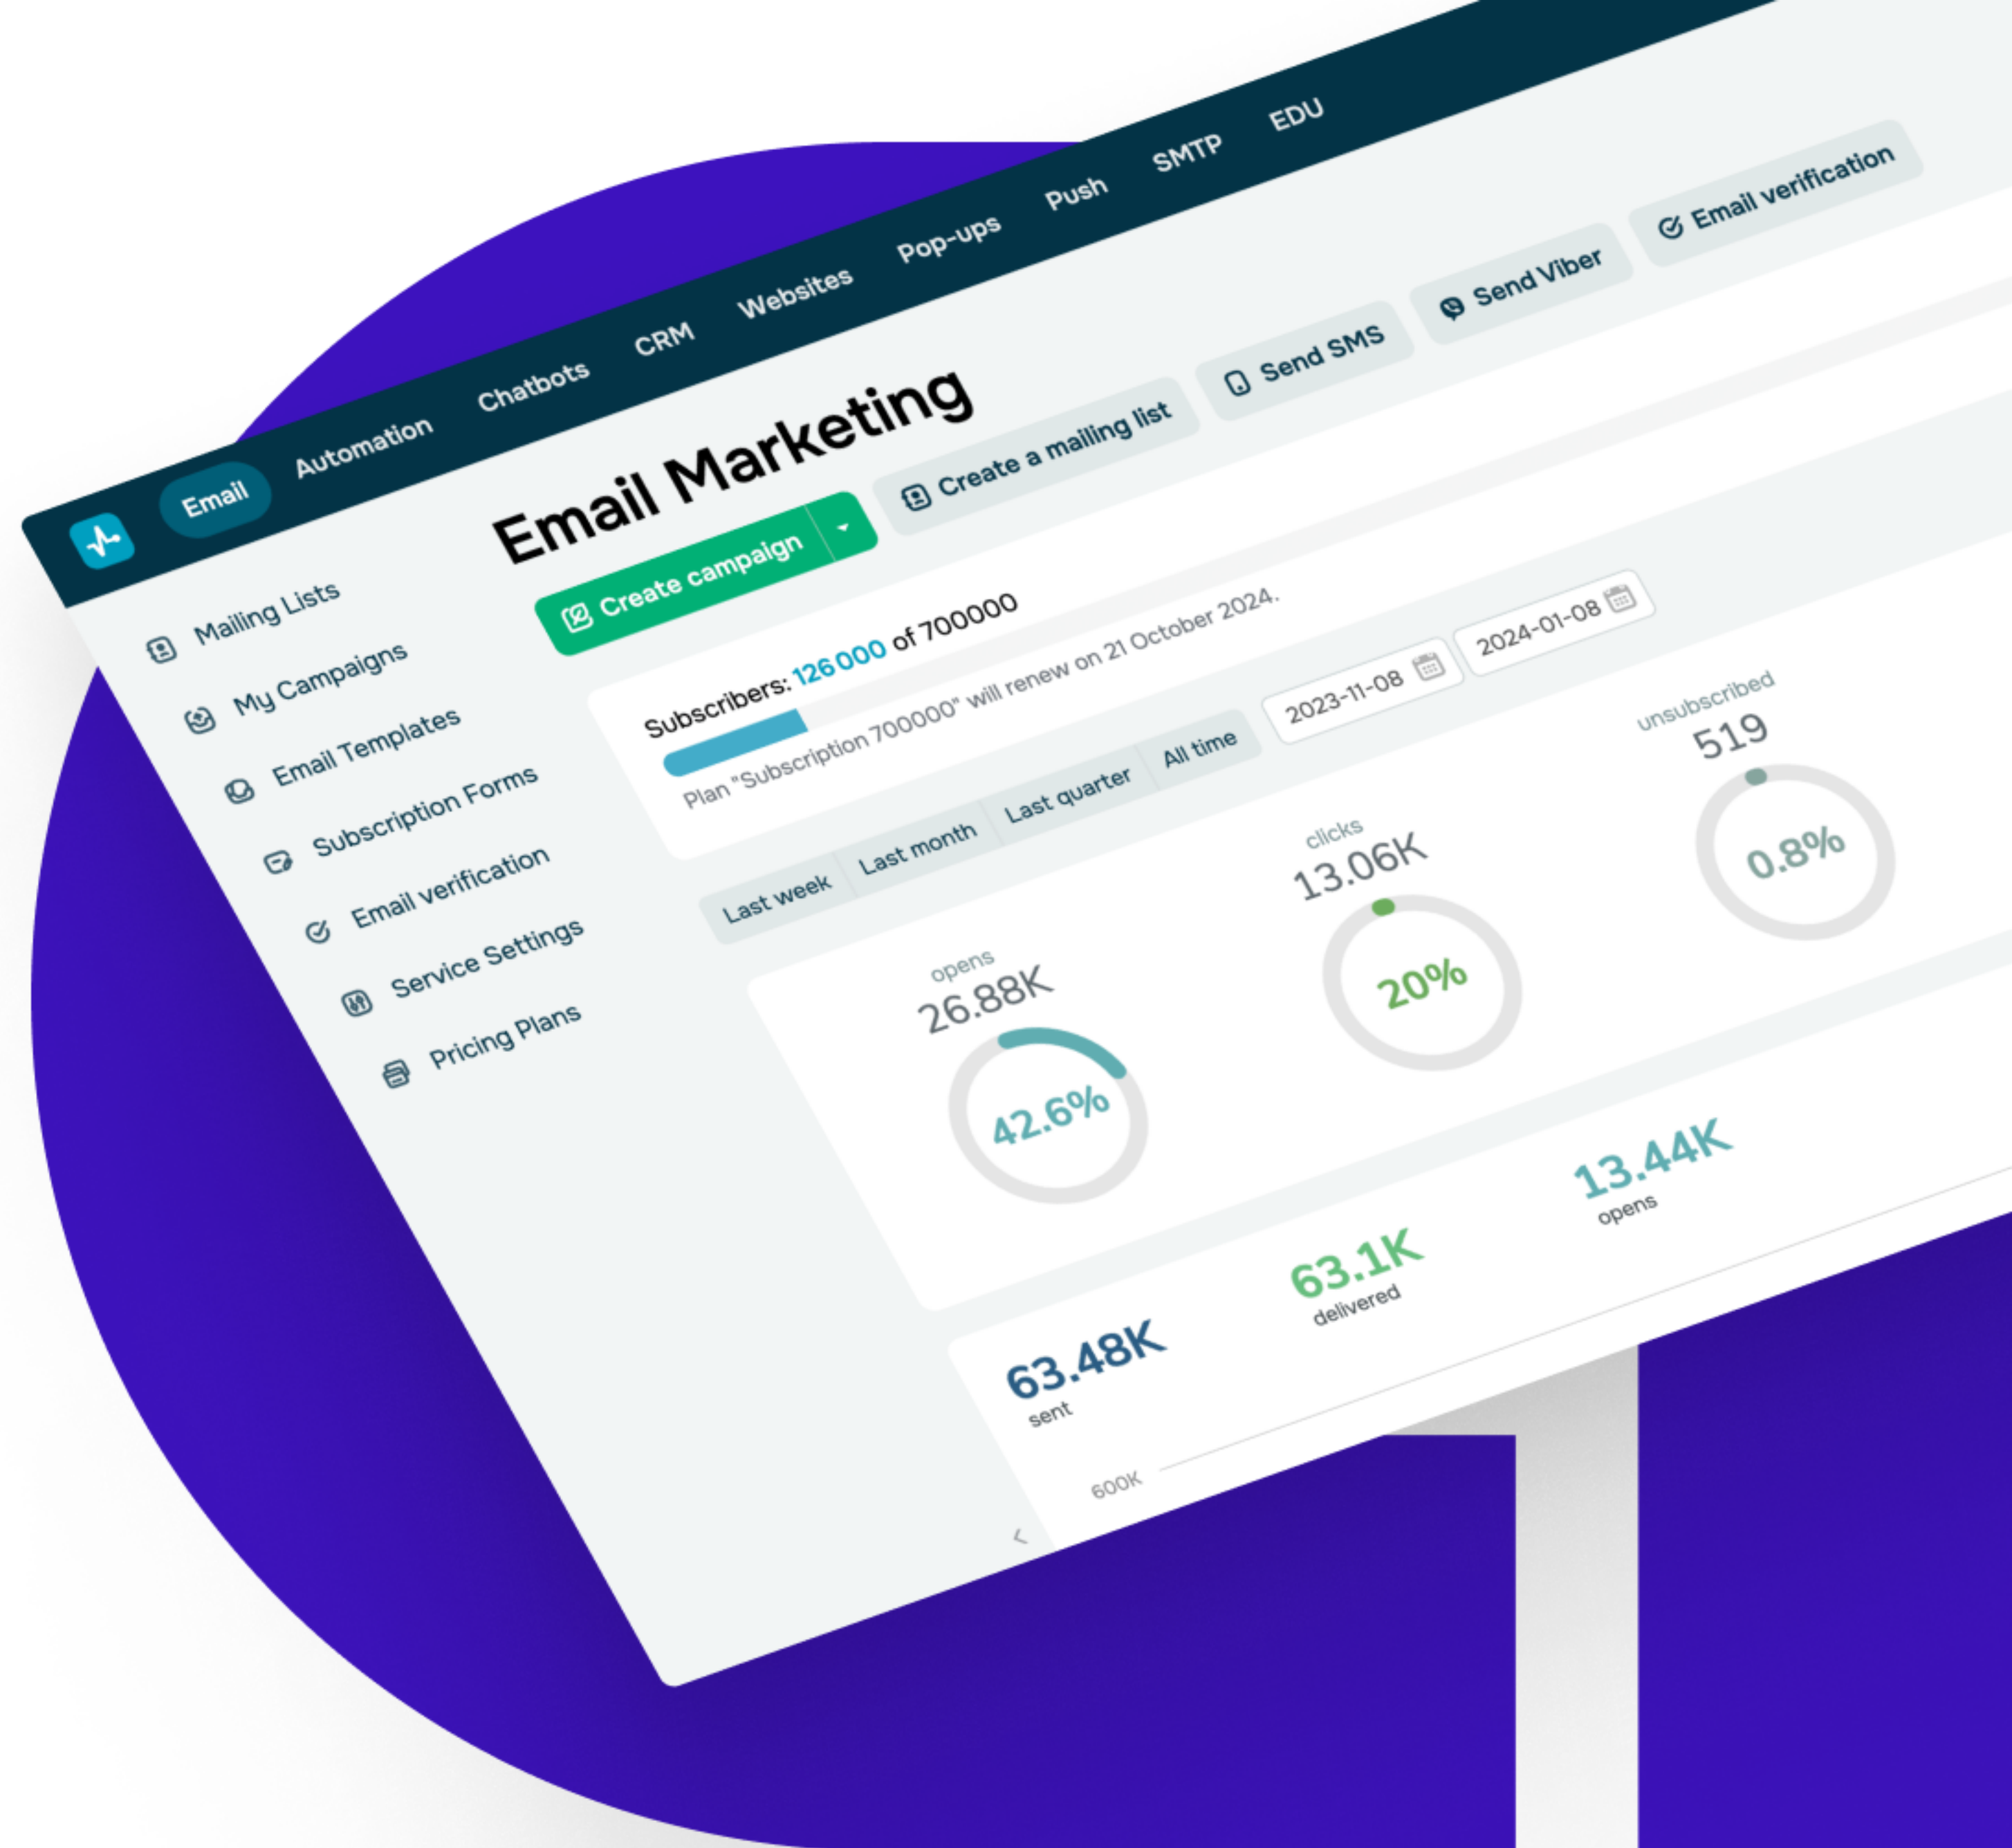 Email Automation Chatbots CRM Websites Pop-ups Push SMTP EDU
Mailing Lists
My Campaigns
Email Templates
Subscription Forms
Email verification
Service Settings
Pricing Plans
Email Marketing
Create campaign Create a mailing list Send SMS Send Viber Email verification
Subscribers: 126 000 of 700000
Plan "Subscription 700000" will renew on 21 October 2024.
Last week Last month Last quarter All time 2023-11-08 2024-01-08
opens
26.88K
42.6%
clicks
13.06K
20%
unsubscribed
519
0.8%
63.48K
sent
63.1K
delivered
13.44K
opens
600K